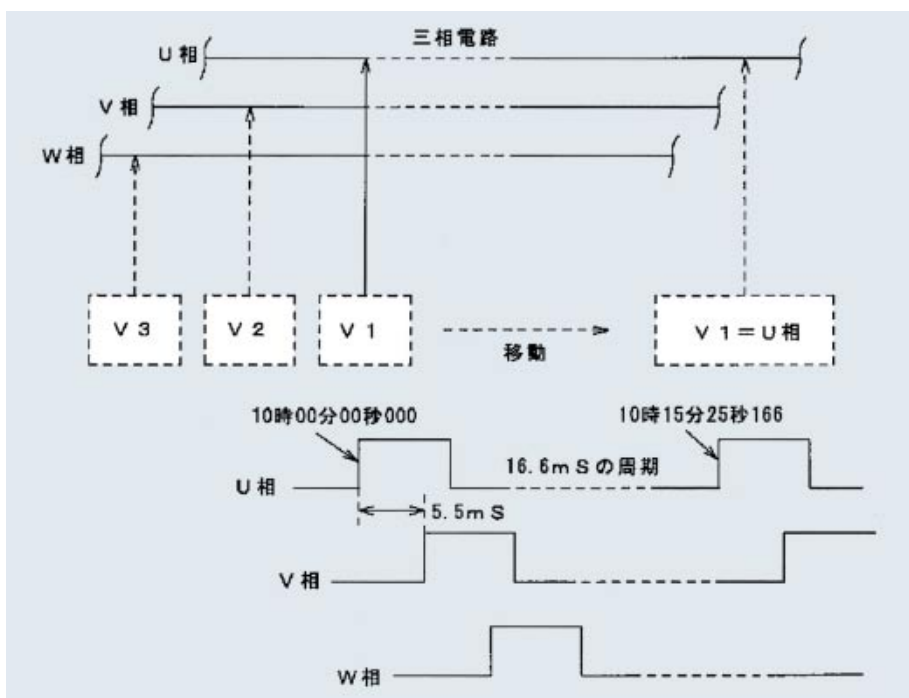 三相電路
U相
V相
W相
V3
V2
V1
移動
V1=U相
10時00分00秒000
10時15分25秒166
16.6mSの周期
U相
5.5mS
V相
W相